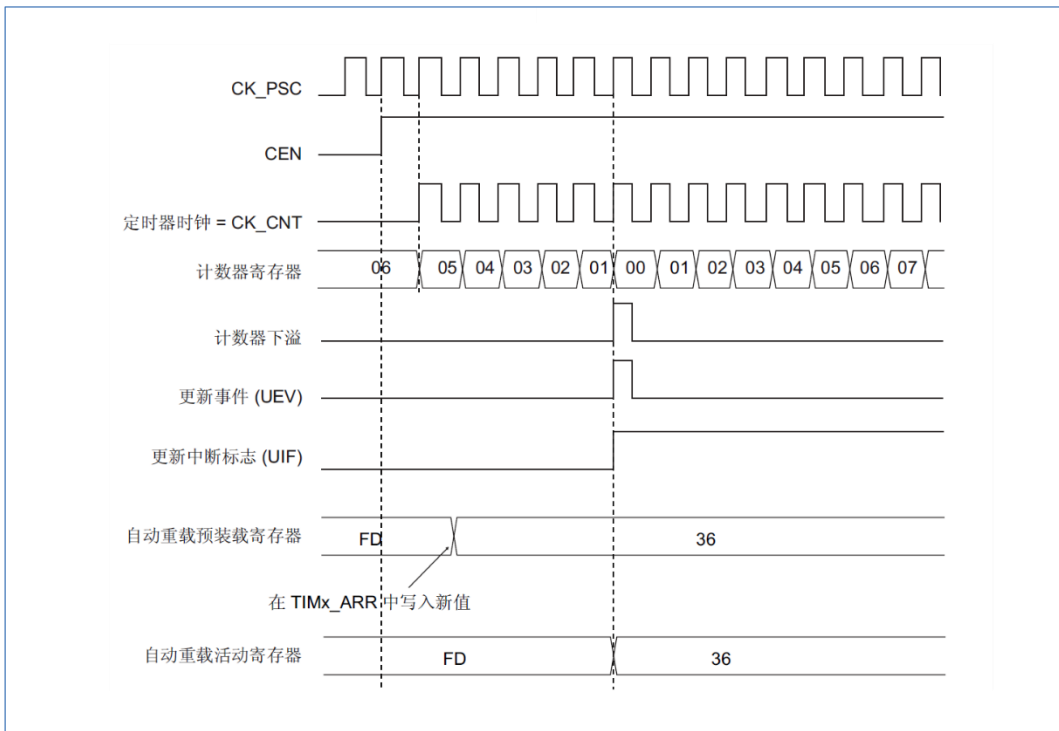 CK_PSC
CEN
定时器时钟 = CK_CNT
计数器寄存器 06 05 04 03 02 01 00 01 02 03 04 05 06 07
计数器下溢
更新事件 (UEV)
更新中断标志 (UIF)
自动重载预装载寄存器 FD 36
在 TIMx_ARR 中写入新值
自动重载活动寄存器 FD 36